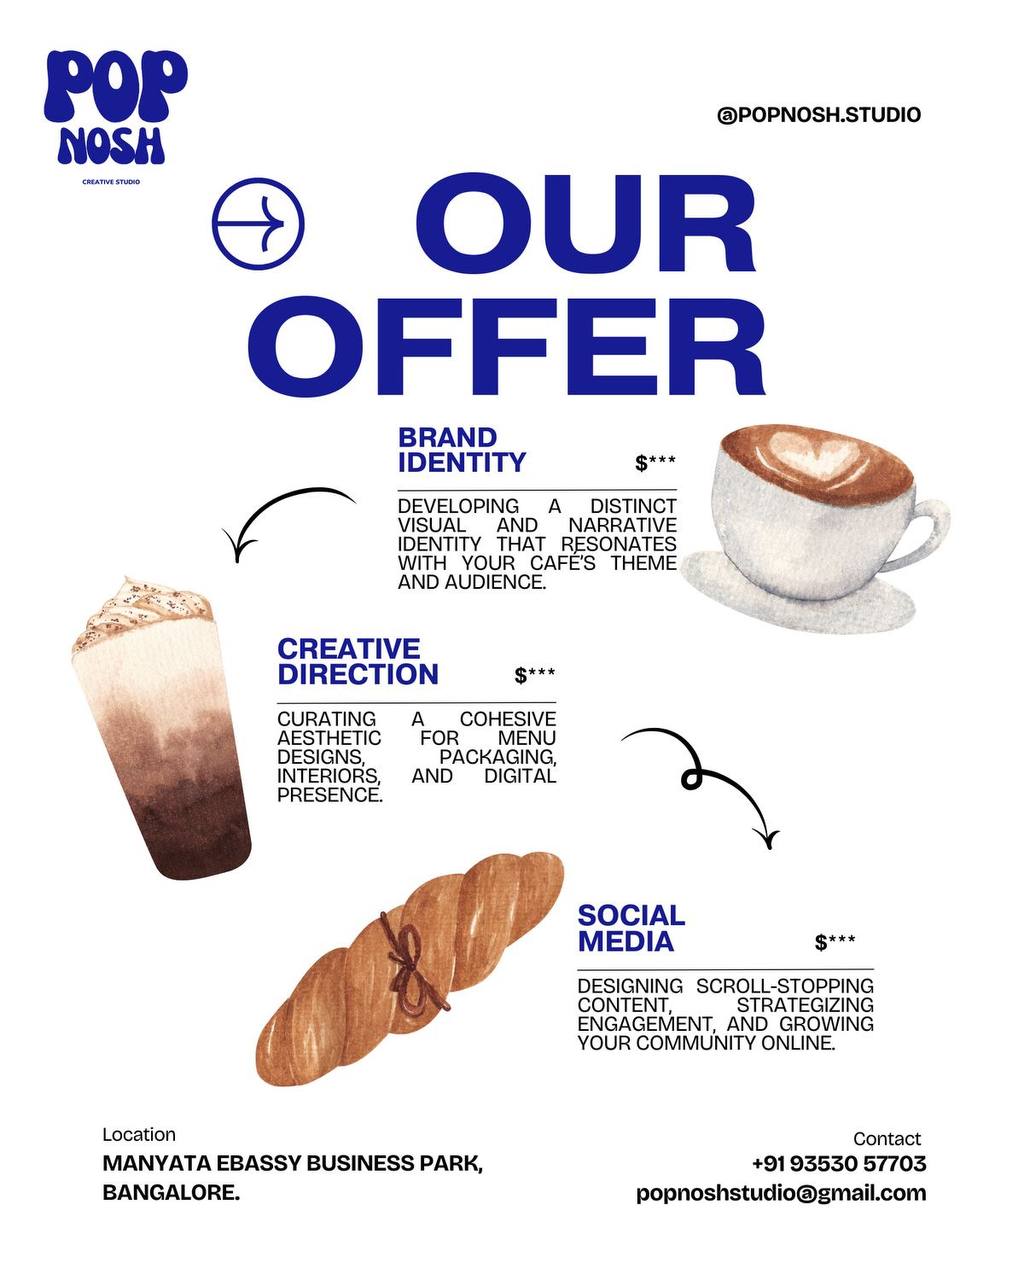 POP
NOSH
CREATIVE STUDIO
@POPNOSH.STUDIO
OUR
OFFER
BRAND
IDENTITY
$***
DEVELOPING A DISTINCT
VISUAL AND NARRATIVE
IDENTITY THAT RESONATES
WITH YOUR CAFÉ'S THEME
AND AUDIENCE.
CREATIVE
DIRECTION
$***
CURATING A COHESIVE
AESTHETIC FOR MENU
DESIGNS, PACKAGING,
INTERIORS, AND DIGITAL
PRESENCE.
SOCIAL
MEDIA
$***
DESIGNING SCROLL-STOPPING
CONTENT, STRATEGIZING
ENGAGEMENT, AND GROWING
YOUR COMMUNITY ONLINE.
Location
MANYATA EBASSY BUSINESS PARK,
BANGALORE.
Contact
+91 93530 57703
popnoshstudio@gmail.com